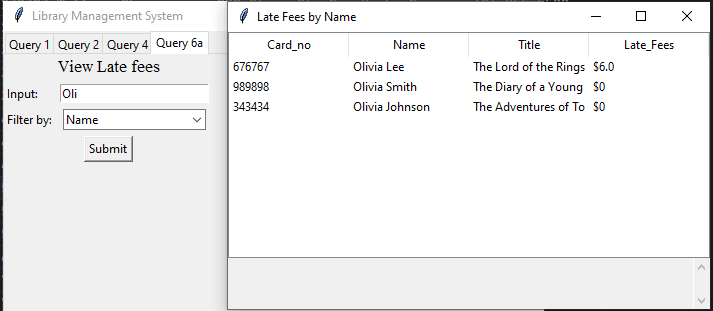 Library Management System
Query 1 Query 2 Query 4 Query 6a
View Late fees
Input: Oli
Filter by: Name
Submit
Late Fees by Name
Card_no Name Title Late_Fees
676767 Olivia Lee The Lord of the Rings $6.0
989898 Olivia Smith The Diary of a Young $0
343434 Olivia Johnson The Adventures of To $0